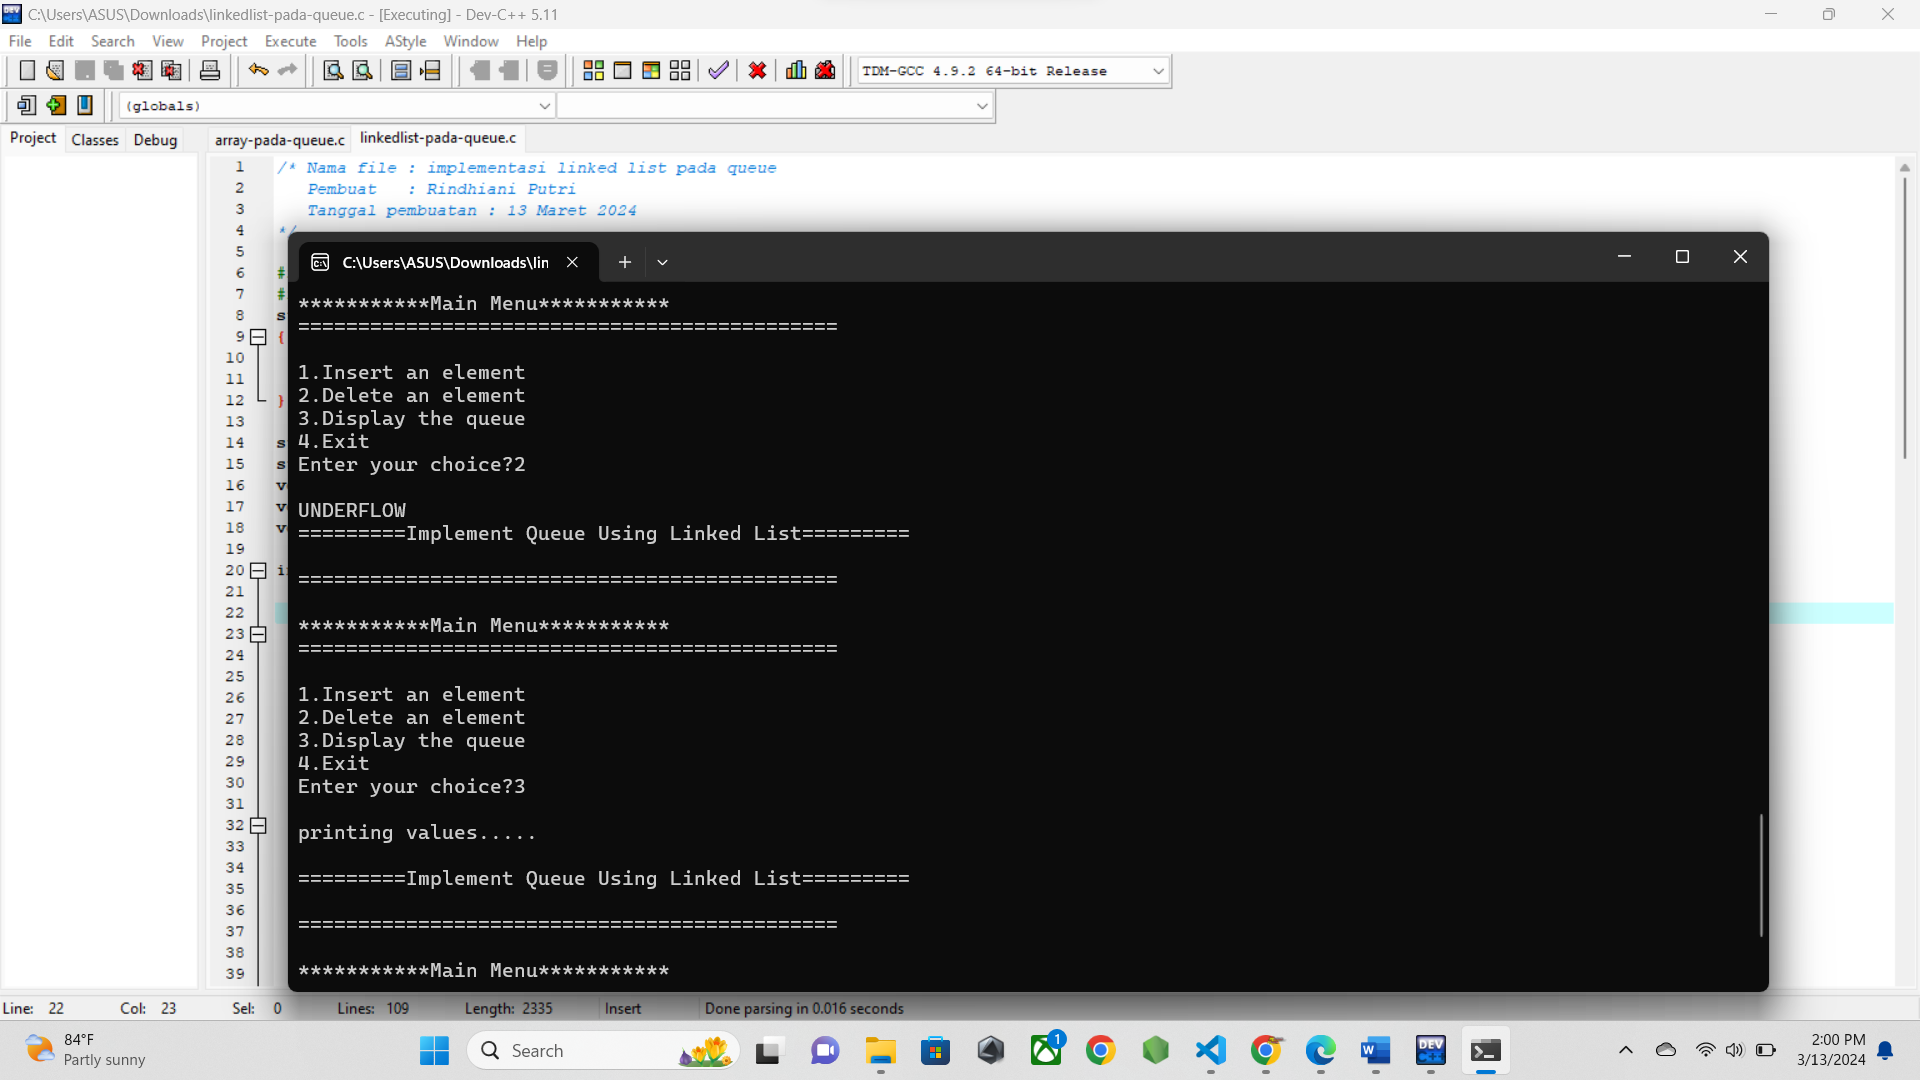 C:\Users\ASUS\Downloads\linkedlist-pada-queue.c - [Executing] - Dev-C++ 5.11
File Edit Search View Project Execute Tools AStyle Window Help
TDM-GCC 4.9.2 64-bit Release
(globals)
Project Classes Debug
array-pada-queue.c linkedlist-pada-queue.c
1 /* Nama file : implementasi linked list pada queue
2 Pembuat : Rindhiani Putri
3 Tanggal pembuatan : 13 Maret 2024
4 */
5
6 #
7 #
8 s
9 {
10
11
12 }
13
14 s
15 s
16 v
17 v
18 v
19
20 i
21
22
23
24
25
26
27
28
29
30
31
32
33
34
35
36
37
38
39
C:\Users\ASUS\Downloads\lin
***********Main Menu***********
=============================================
1.Insert an element
2.Delete an element
3.Display the queue
4.Exit
Enter your choice?2
UNDERFLOW
=========Implement Queue Using Linked List=========
=============================================
***********Main Menu***********
=============================================
1.Insert an element
2.Delete an element
3.Display the queue
4.Exit
Enter your choice?3
printing values.....
=========Implement Queue Using Linked List=========
=============================================
***********Main Menu***********
Line: 22 Col: 23 Sel: 0 Lines: 109 Length: 2335 Insert Done parsing in 0.016 seconds
84°F
Partly sunny
Search
1
DEV
C++
2:00 PM
3/13/2024